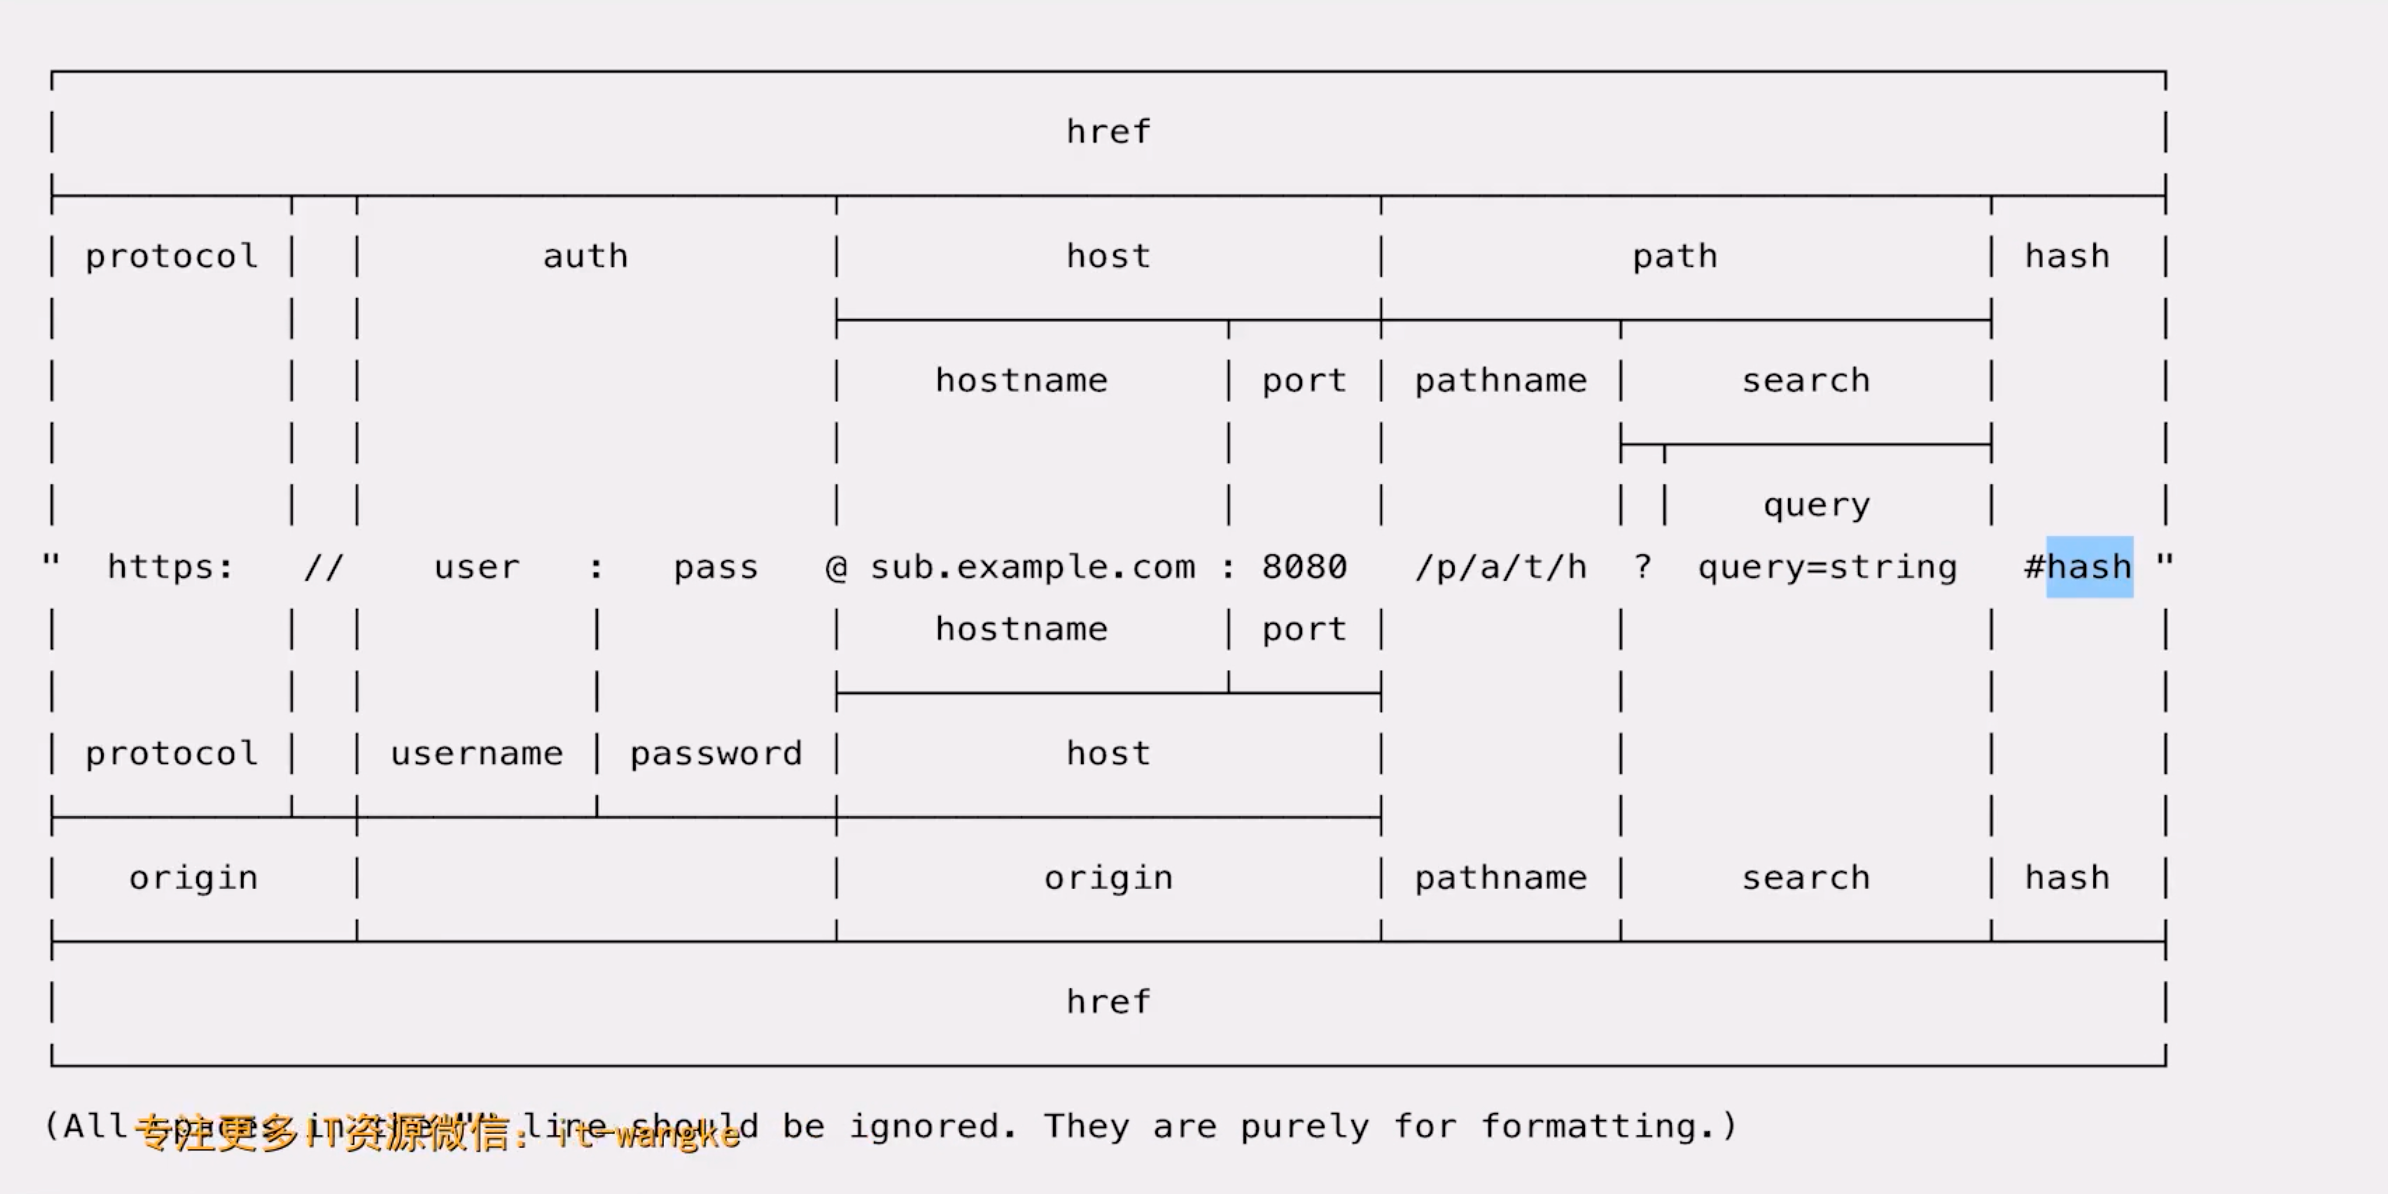 href
protocol auth host path hash
hostname port pathname search
query
" https: // user : pass @ sub.example.com : 8080 /p/a/t/h ? query=string #hash "
hostname port
protocol username password host
origin origin pathname search hash
href
(All spaces in the "" line should be ignored. They are purely for formatting.)
专注更多IT资源微信: it-wangke